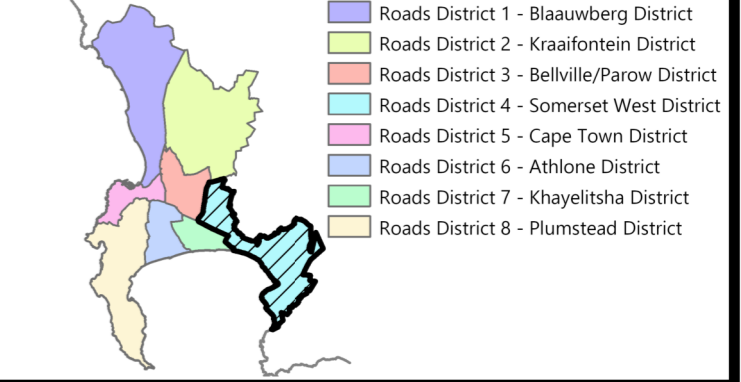 Roads District 1 - Blaauwberg District
Roads District 2 - Kraaifontein District
Roads District 3 - Bellville/Parow District
Roads District 4 - Somerset West District
Roads District 5 - Cape Town District
Roads District 6 - Athlone District
Roads District 7 - Khayelitsha District
Roads District 8 - Plumstead District